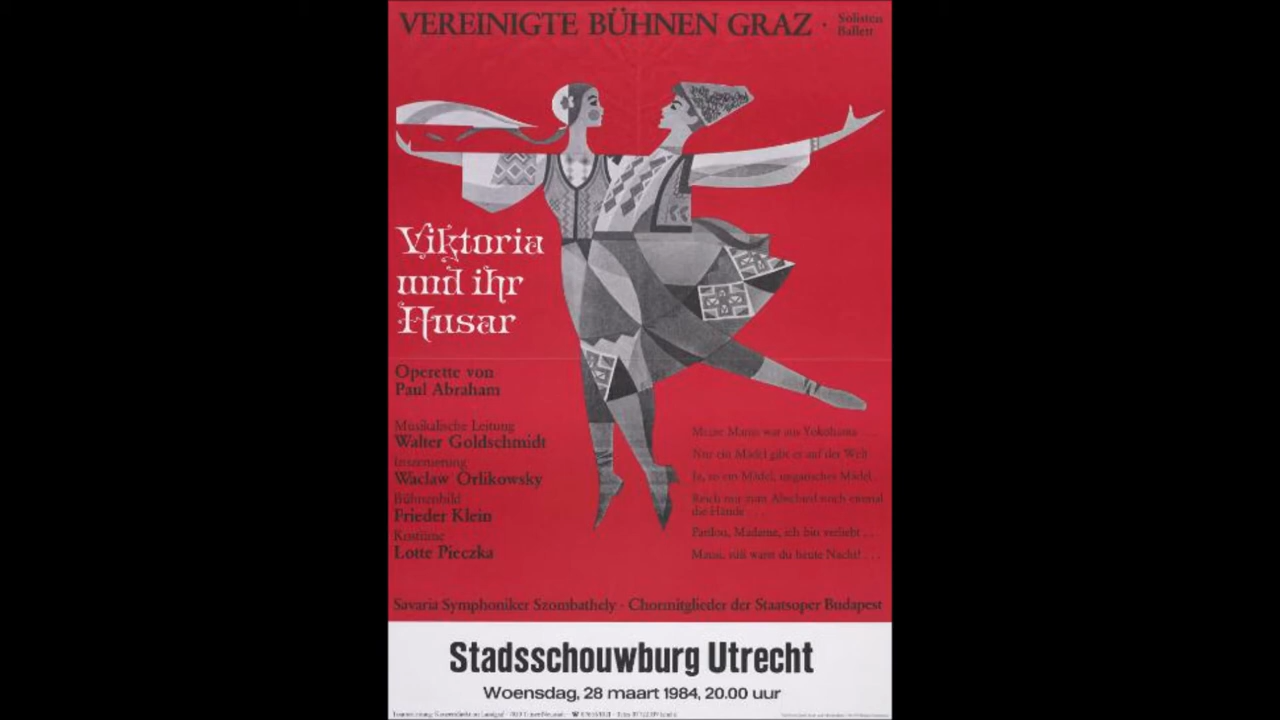 VEREINIGTE BÜHNEN GRAZ · Solisten
Ballett
Viktoria
und ihr
Husar
Operette von
Paul Abraham
Musikalische Leitung
Walter Goldschmidt
Inszenierung
Waclaw Orlikowsky
Bühnenbild
Frieder Klein
Kostüme
Lotte Pieczka
Meine Mama war aus Yokohama . . .
Nur ein Mädel gibt es auf der Welt
Ja, so ein Mädel, ungarisches Mädel
Reich mir zum Abschied noch einmal
die Hände . . .
Pardon, Madame, ich bin verliebt . . .
Mausi, süß warst du heute Nacht! . . .
Savaria Symphoniker Szombathely · Chormitglieder der Staatsoper Budapest
Stadsschouwburg Utrecht
Woensdag, 28 maart 1984, 20.00 uur